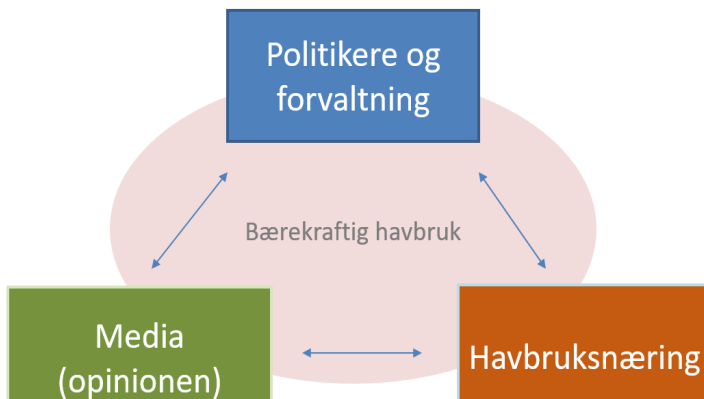 Politikere og
forvaltning
Bærekraftig havbruk
Media
(opinionen)
Havbruksnæring